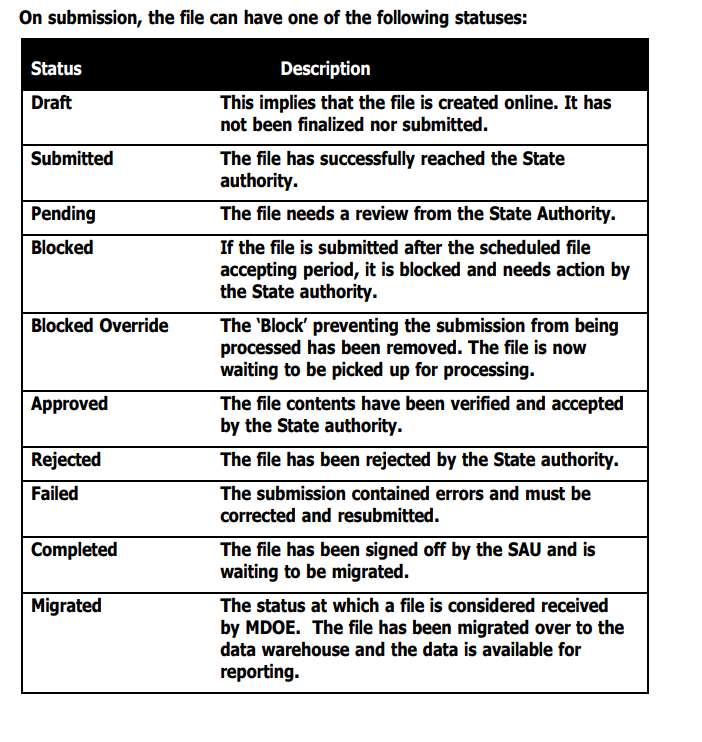 On submission, the file can have one of the following statuses:
Status Description
Draft This implies that the file is created online. It has
not been finalized nor submitted.
Submitted The file has successfully reached the State
authority.
Pending The file needs a review from the State Authority.
Blocked If the file is submitted after the scheduled file
accepting period, it is blocked and needs action by
the State authority.
Blocked Override The ‘Block’ preventing the submission from being
processed has been removed. The file is now
waiting to be picked up for processing.
Approved The file contents have been verified and accepted
by the State authority.
Rejected The file has been rejected by the State authority.
Failed The submission contained errors and must be
corrected and resubmitted.
Completed The file has been signed off by the SAU and is
waiting to be migrated.
Migrated The status at which a file is considered received
by MDOE.  The file has been migrated over to the
data warehouse and the data is available for
reporting.